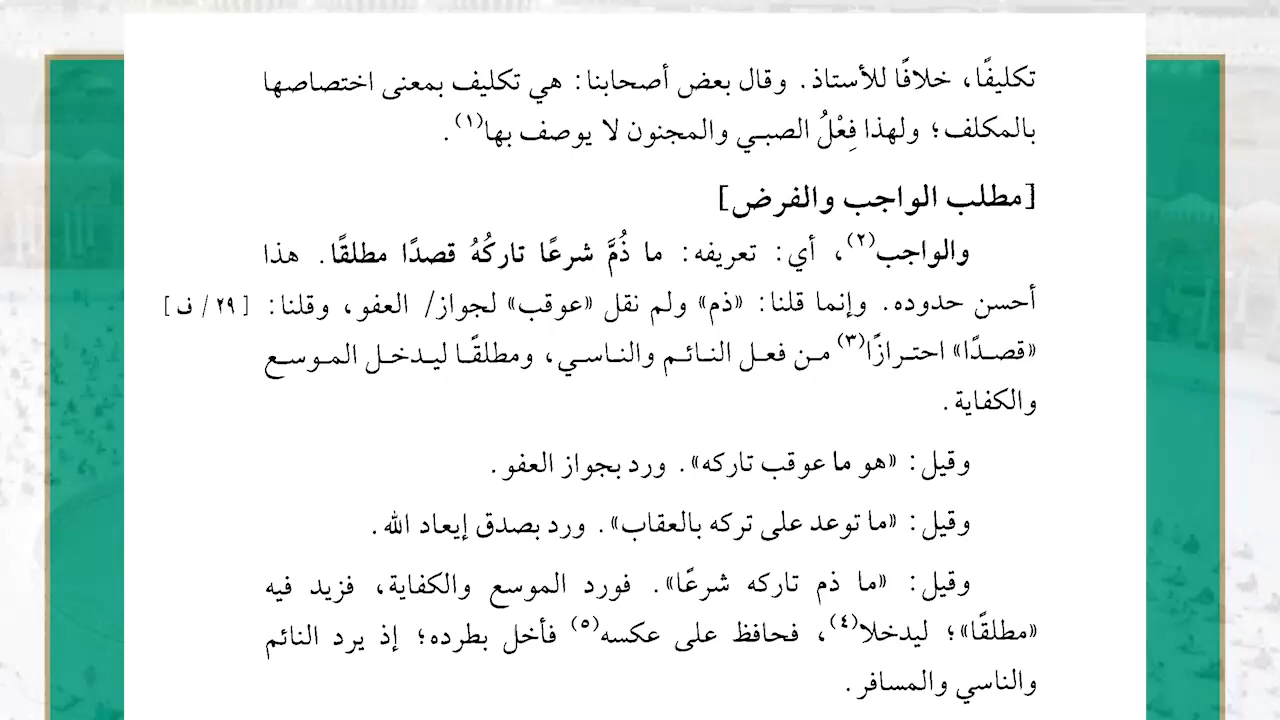 تكليفًا، خلافًا للأستاذ. وقال بعض أصحابنا: هي تكليف بمعنى اختصاصها
بالمكلف؛ ولهذا فِعْلُ الصبي والمجنون لا يوصف بها(١).
[مطلب الواجب والفرض]
والواجب(٢)، أي: تعريفه: ما ذُمَّ شرعًا تاركُهُ قصدًا مطلقًا. هذا
أحسن حدوده. وإنما قلنا: «ذم» ولم نقل «عوقب» لجواز/ العفو، وقلنا: [٢٩/ ف]
«قصدًا» احترازًا(٣) من فعل النائم والناسي، ومطلقًا ليدخل الموسع
والكفاية.
وقيل: «هو ما عوقب تاركه». ورد بجواز العفو.
وقيل: «ما توعد على تركه بالعقاب». ورد بصدق إيعاد الله.
وقيل: «ما ذم تاركه شرعًا». فورد الموسع والكفاية، فزيد فيه
«مطلقًا»؛ ليدخلا(٤)، فحافظ على عكسه(٥) فأخل بطرده؛ إذ يرد النائم
والناسي والمسافر.